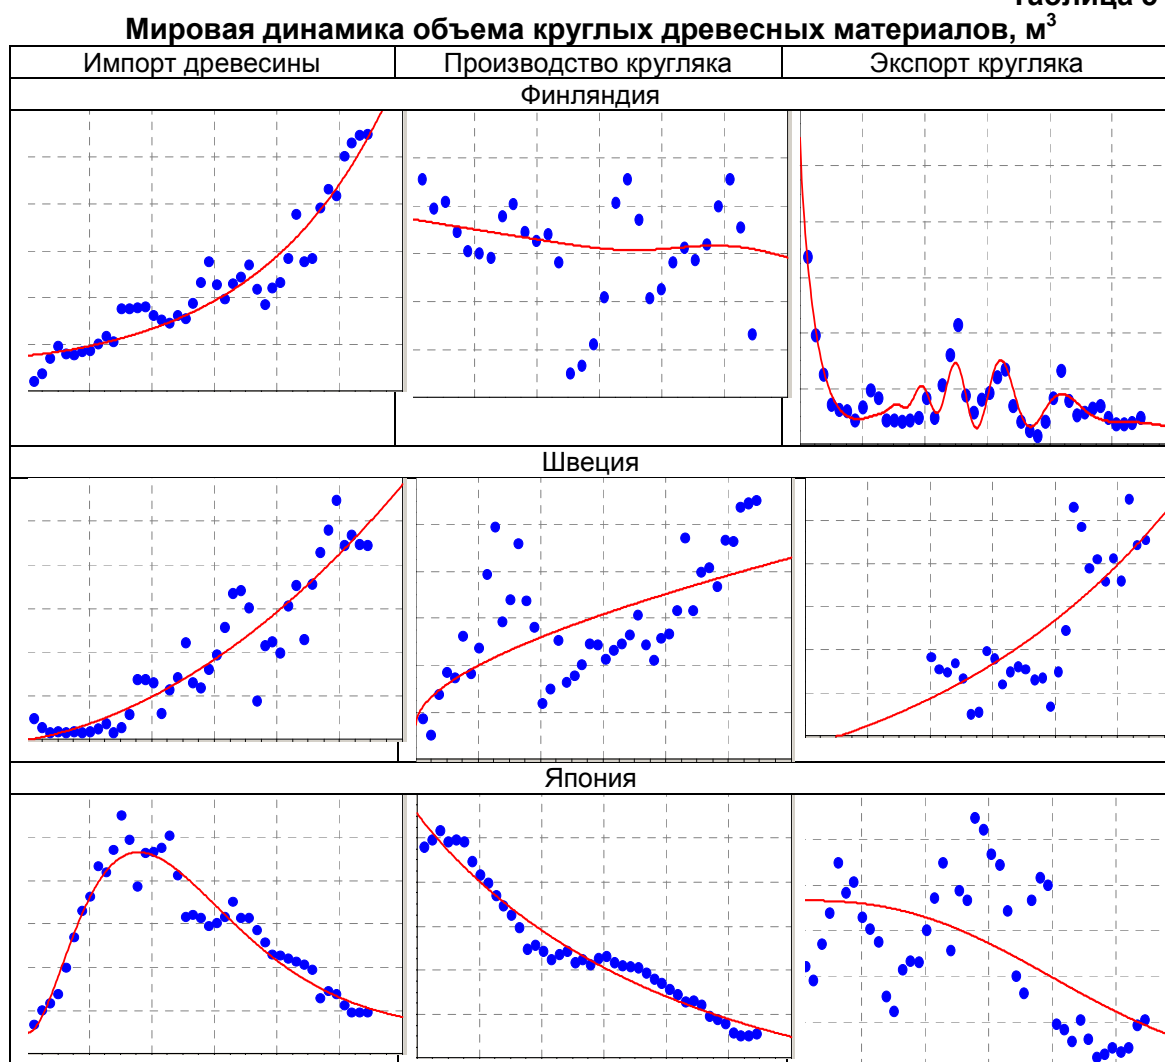 Мировая динамика объема круглых древесных материалов, м³
Импорт древесины Производство кругляка Экспорт кругляка
Финляндия
Швеция
Япония